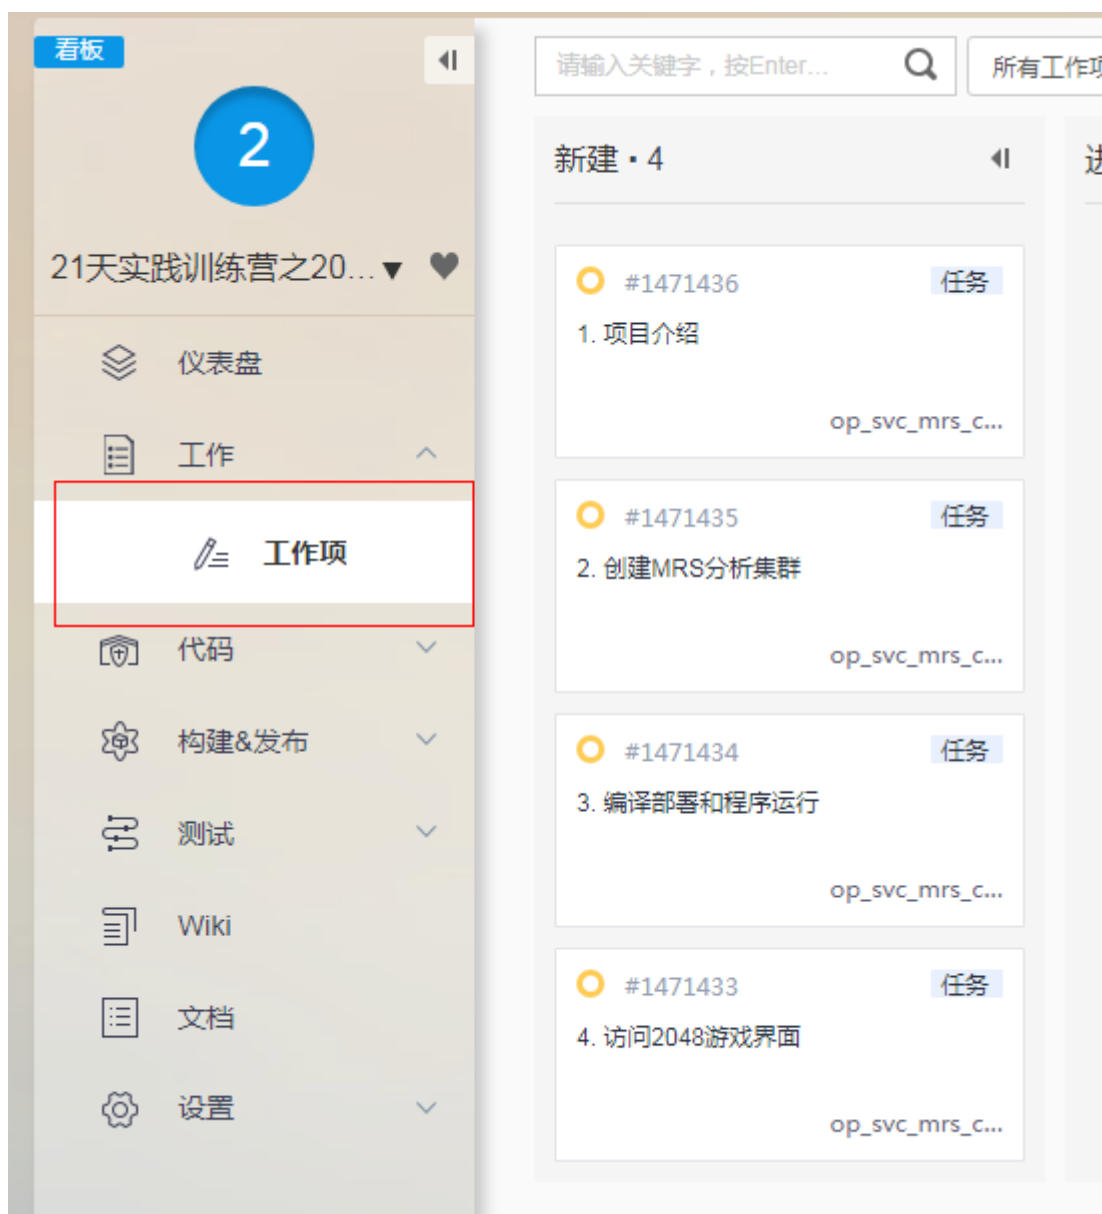 看板
2
21天实践训练营之20...
仪表盘
工作
工作项
代码
构建&发布
测试
Wiki
文档
设置
请输入关键字，按Enter...
所有工作项
新建·4
#1471436 任务
1. 项目介绍
op_svc_mrs_c...
#1471435 任务
2. 创建MRS分析集群
op_svc_mrs_c...
#1471434 任务
3. 编译部署和程序运行
op_svc_mrs_c...
#1471433 任务
4. 访问2048游戏界面
op_svc_mrs_c...
进